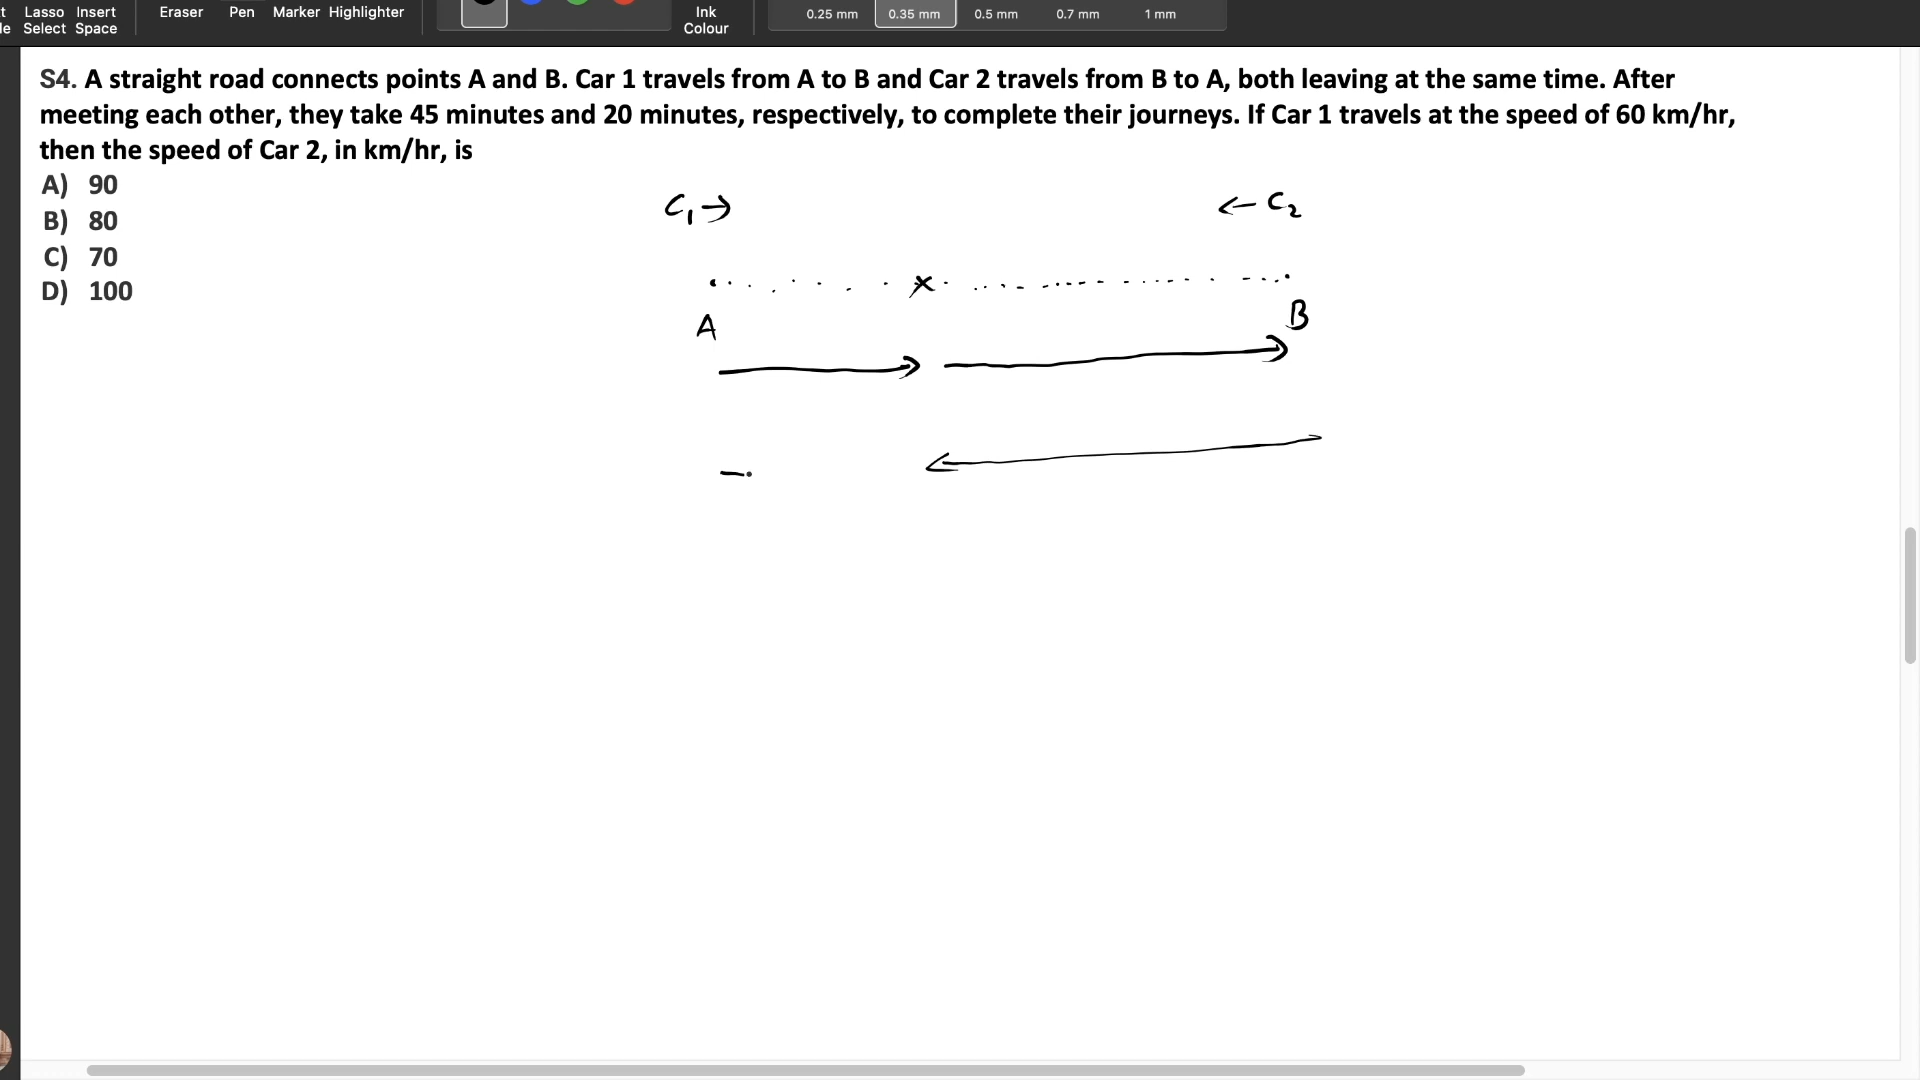 t Lasso Insert Eraser Pen Marker Highlighter Ink 0.25 mm 0.35 mm 0.5 mm 0.7 mm 1 mm
le Select Space Colour
S4. A straight road connects points A and B. Car 1 travels from A to B and Car 2 travels from B to A, both leaving at the same time. After
meeting each other, they take 45 minutes and 20 minutes, respectively, to complete their journeys. If Car 1 travels at the speed of 60 km/hr,
then the speed of Car 2, in km/hr, is
A) 90
B) 80
C) 70
D) 100
C₁→ ←C₂
A B